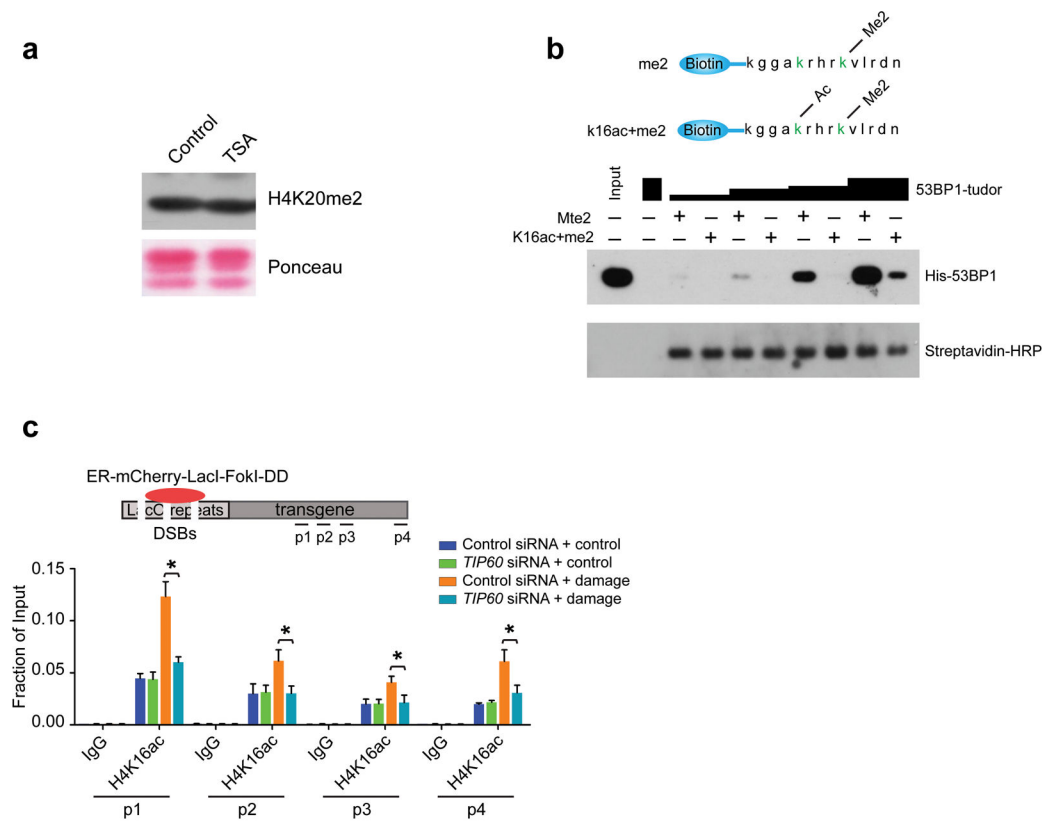 a
Control TSA
H4K20me2
Ponceau
b
Me2
me2 Biotin k g g a k r h r k v l r d n
Ac Me2
k16ac+me2 Biotin k g g a k r h r k v l r d n
Input
53BP1-tudor
Mte2 – – + – + – + – + –
K16ac+me2 – – – + – + – + – +
His-53BP1
Streptavidin-HRP
c
ER-mCherry-LacI-FokI-DD
LacO repeats transgene
DSBs p1 p2 p3 p4
Control siRNA + control
TIP60 siRNA + control
Control siRNA + damage
TIP60 siRNA + damage
Fraction of Input
0.15
0.10
0.05
0.00
* * * *
IgG H4K16ac IgG H4K16ac IgG H4K16ac IgG H4K16ac
p1 p2 p3 p4